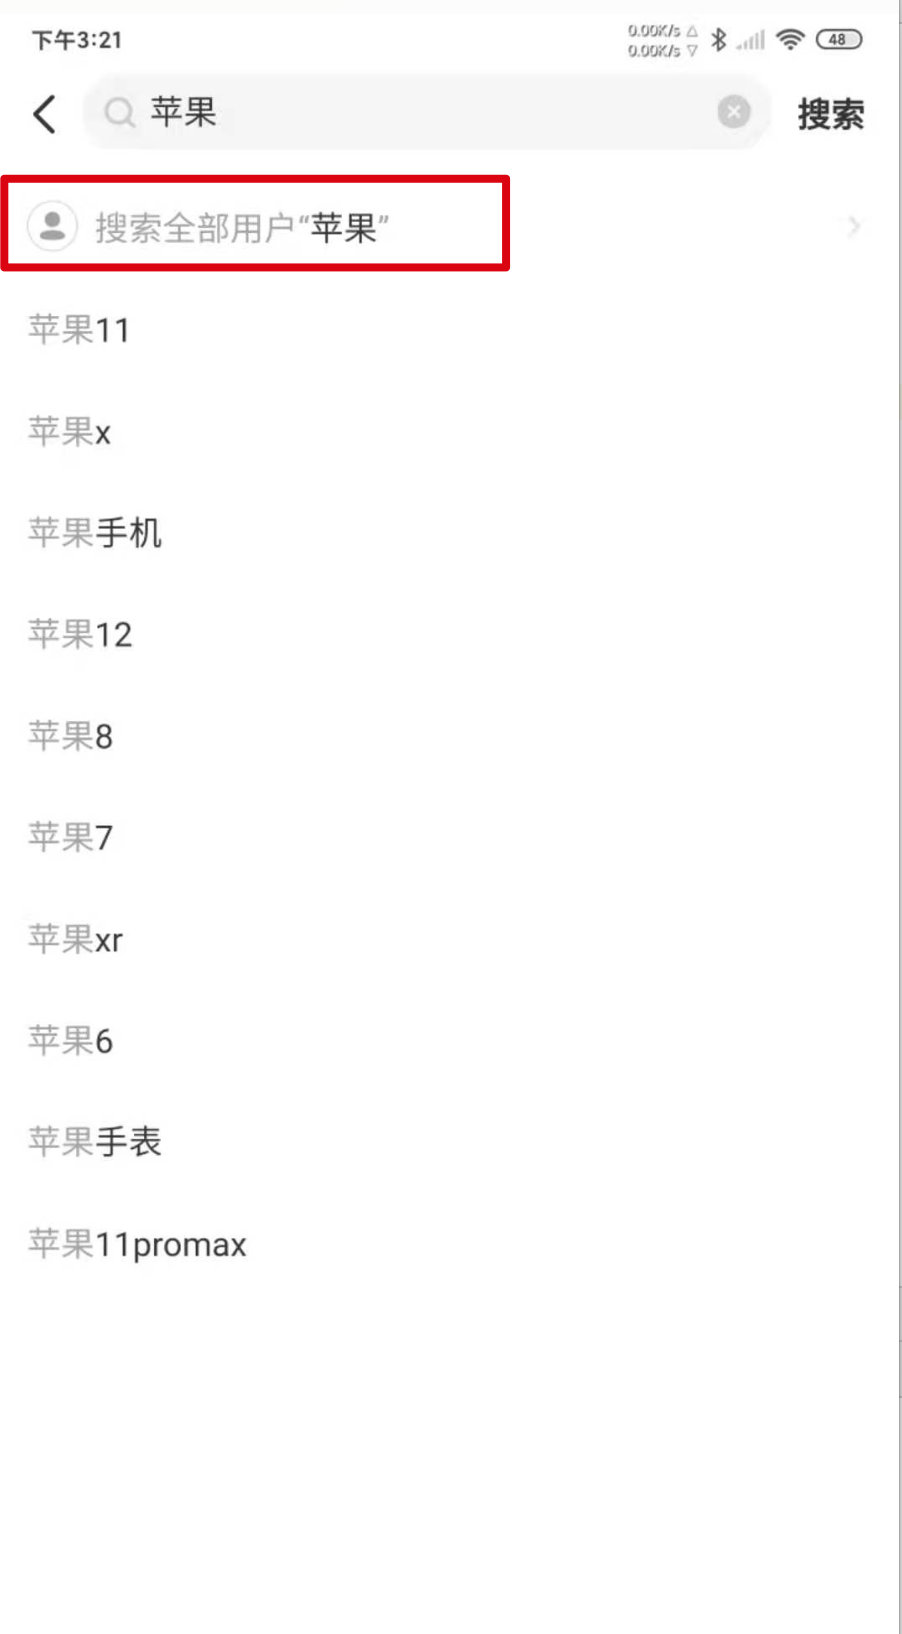 下午3:21
0.00K/s △
0.00K/s ▽
48
苹果
搜索
搜索全部用户“苹果”
苹果11
苹果x
苹果手机
苹果12
苹果8
苹果7
苹果xr
苹果6
苹果手表
苹果11promax